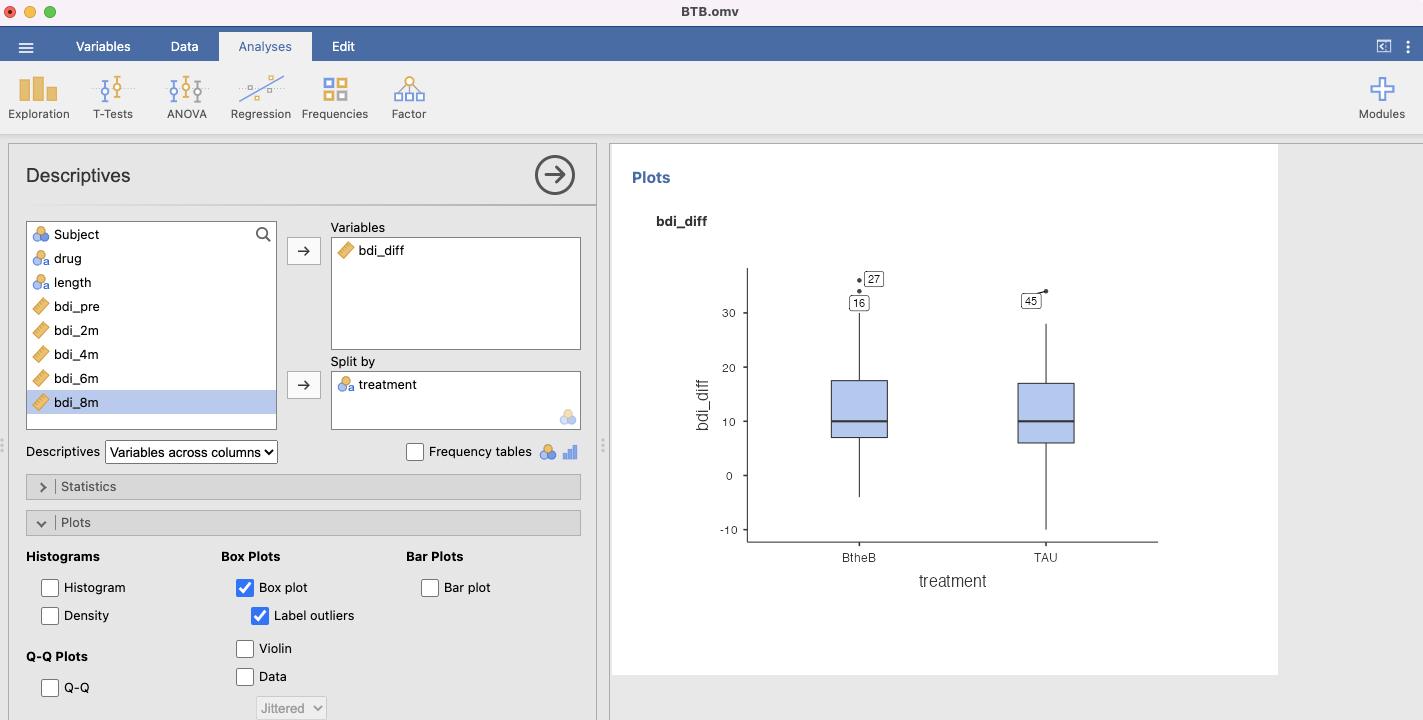 BTB.omv
Variables Data Analyses Edit
Exploration T-Tests ANOVA Regression Frequencies Factor Modules
Descriptives
Subject
drug
length
bdi_pre
bdi_2m
bdi_4m
bdi_6m
bdi_8m
Variables
bdi_diff
Split by
treatment
Descriptives Variables across columns Frequency tables
Statistics
Plots
Histograms
Histogram
Density
Q-Q Plots
Q-Q
Box Plots
Box plot
Label outliers
Violin
Data
Jittered
Bar Plots
Bar plot
Plots
bdi_diff
27
16
45
30
20
10
0
-10
bdi_diff
BtheB TAU
treatment